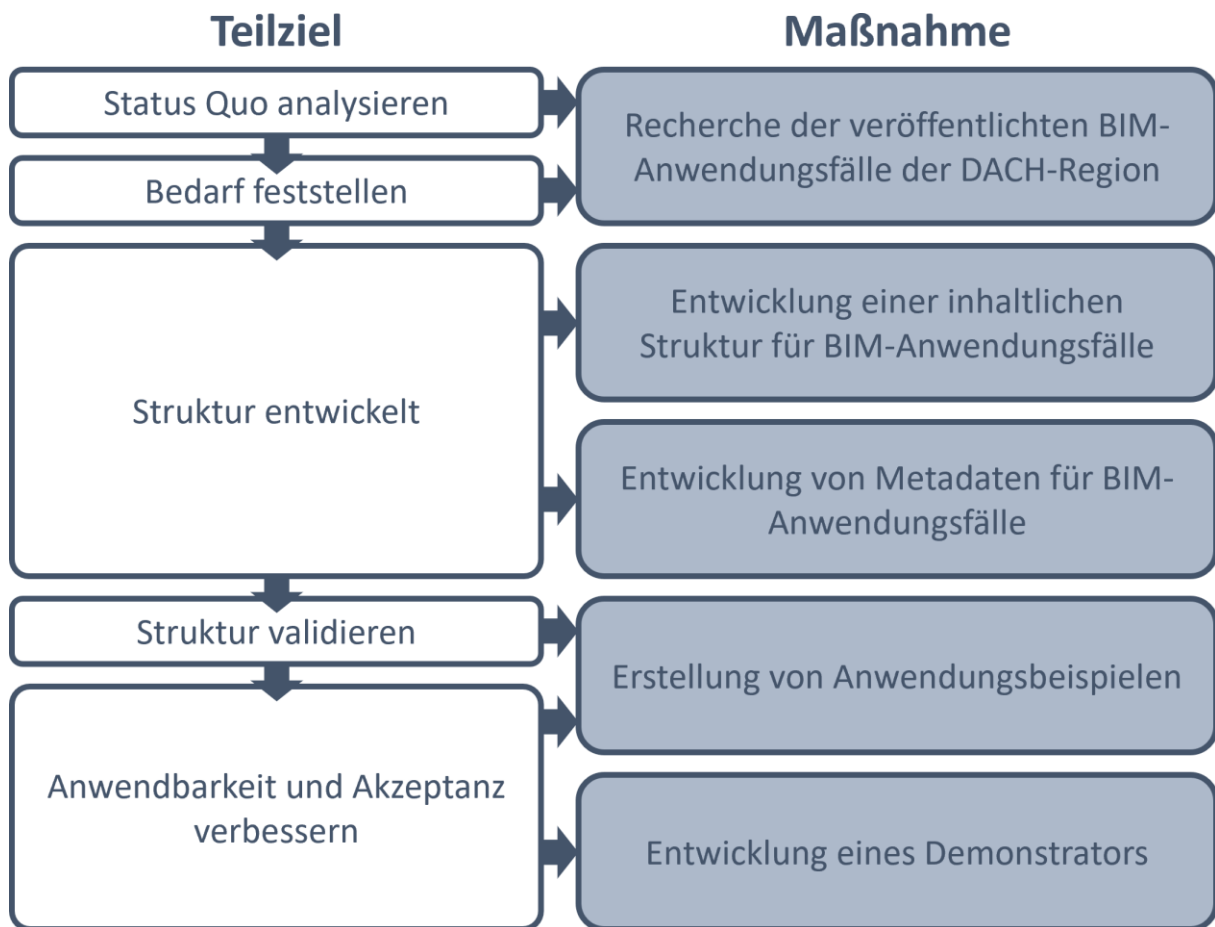 Teilziel
Maßnahme
Status Quo analysieren
Recherche der veröffentlichten BIM-
Anwendungsfälle der DACH-Region
Bedarf feststellen
Struktur entwickelt
Entwicklung einer inhaltlichen
Struktur für BIM-Anwendungsfälle
Entwicklung von Metadaten für BIM-
Anwendungsfälle
Struktur validieren
Erstellung von Anwendungsbeispielen
Anwendbarkeit und Akzeptanz
verbessern
Entwicklung eines Demonstrators